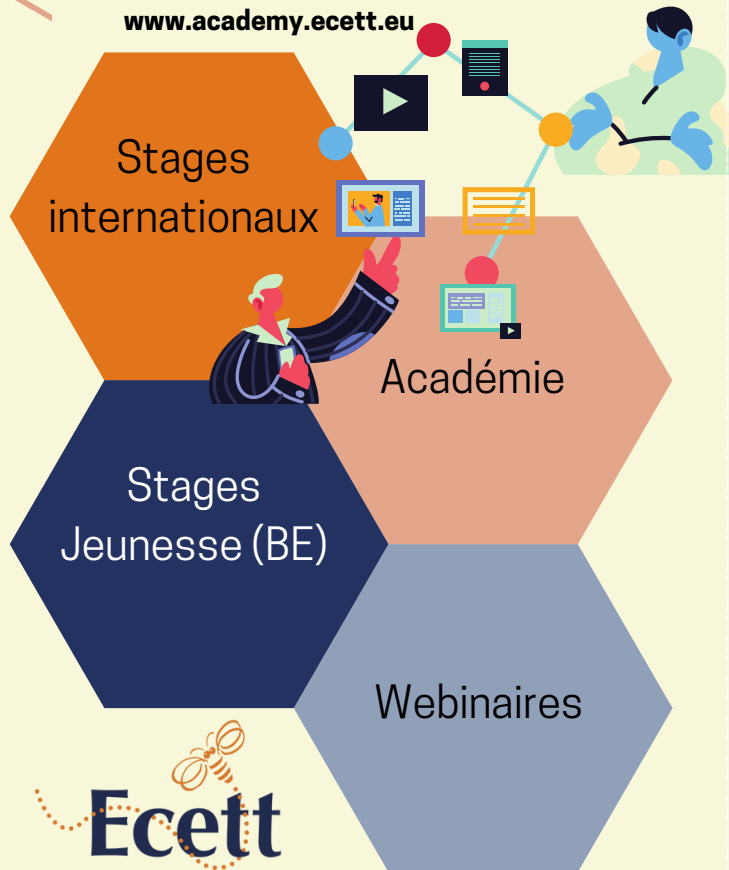 www.academy.ecett.eu
Stages
internationaux
Académie
Stages
Jeunesse (BE)
Webinaires
Ecett